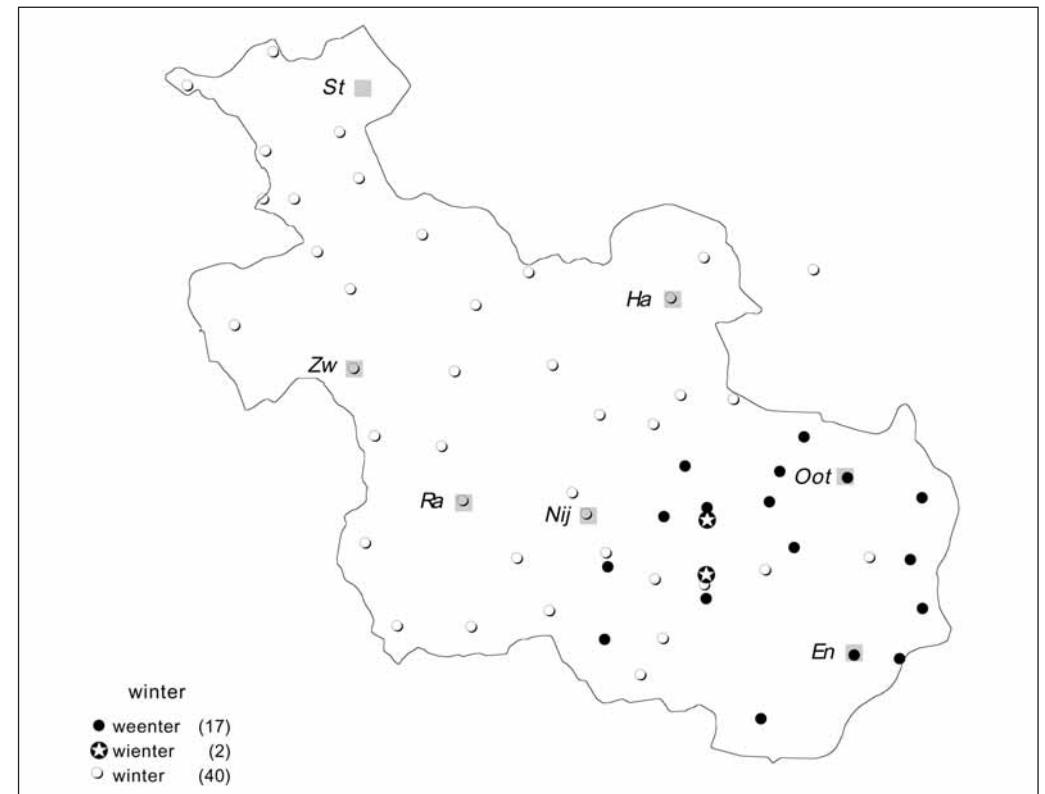 St
Ha
Zw
Oot
Ra
Nij
En
winter
weenter (17)
wienter (2)
winter (40)